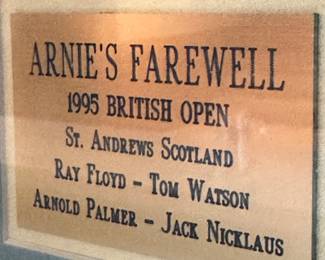 ARNIE'S FAREWELL
1995 BRITISH OPEN
ST. ANDREWS SCOTLAND
RAY FLOYD - TOM WATSON
ARNOLD PALMER - JACK NICKLAUS